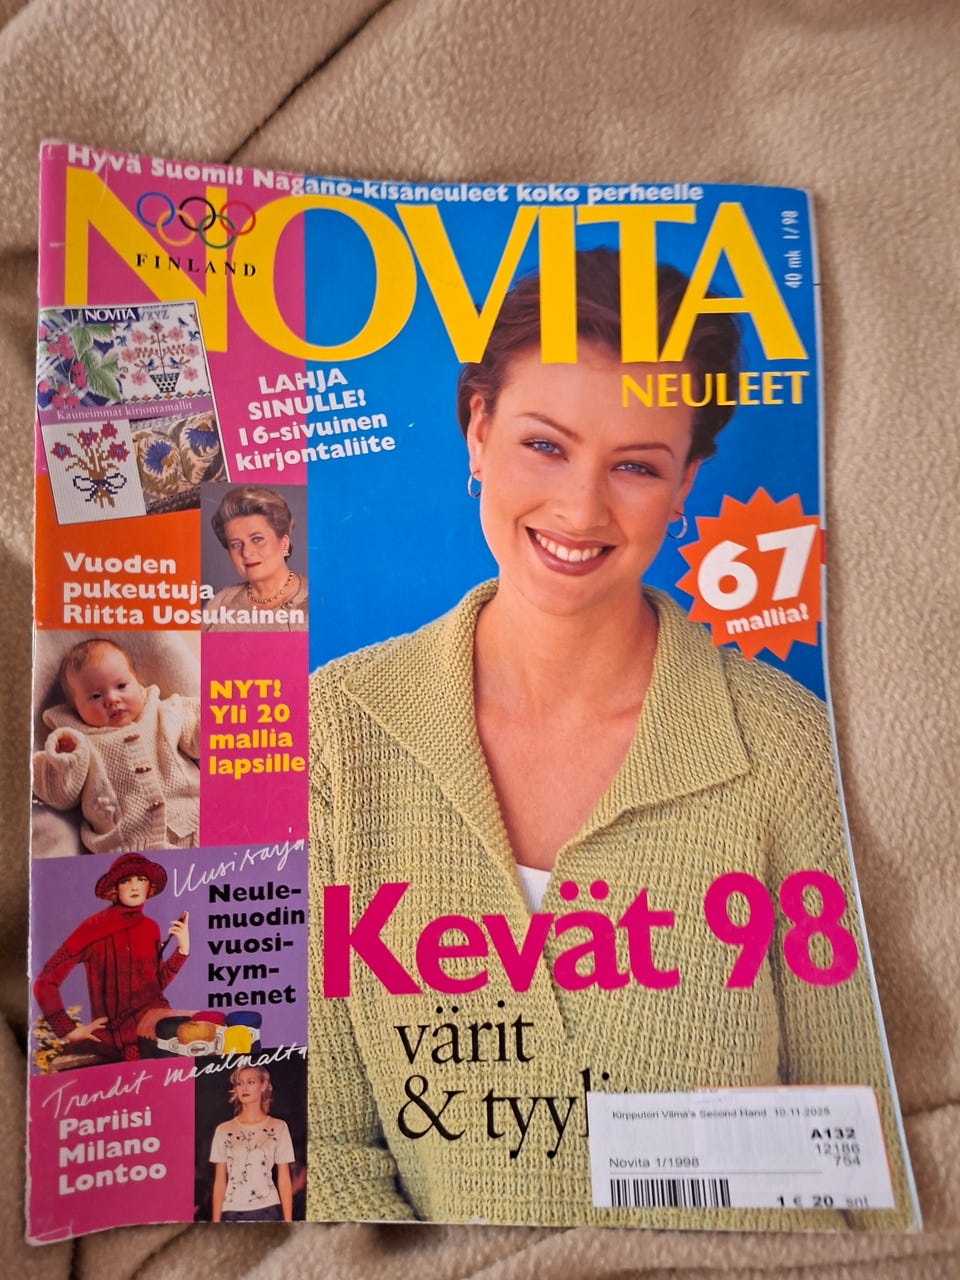 Hyvä Suomi! Nagano-kisaneuleet koko perheelle
NOVITA
FINLAND
40 mk 1/98
NEULEET
NOVITA
XYZ
Kauneimmat kirjontamallit
LAHJA
SINULLE!
16-sivuinen
kirjontaliite
67
mallia!
Vuoden
pukeutuja
Riitta Uosukainen
NYT!
Yli 20
mallia
lapsille
Uusi sarja
Neule-
muodin
vuosi-
kym-
menet
Kevät 98
värit
& tyyli
Trendit maailmalta
Pariisi
Milano
Lontoo
Kirpputori Vilma's Second Hand 10.11.2025
A132
12186
Novita 1/1998 754
1 € 20 snt